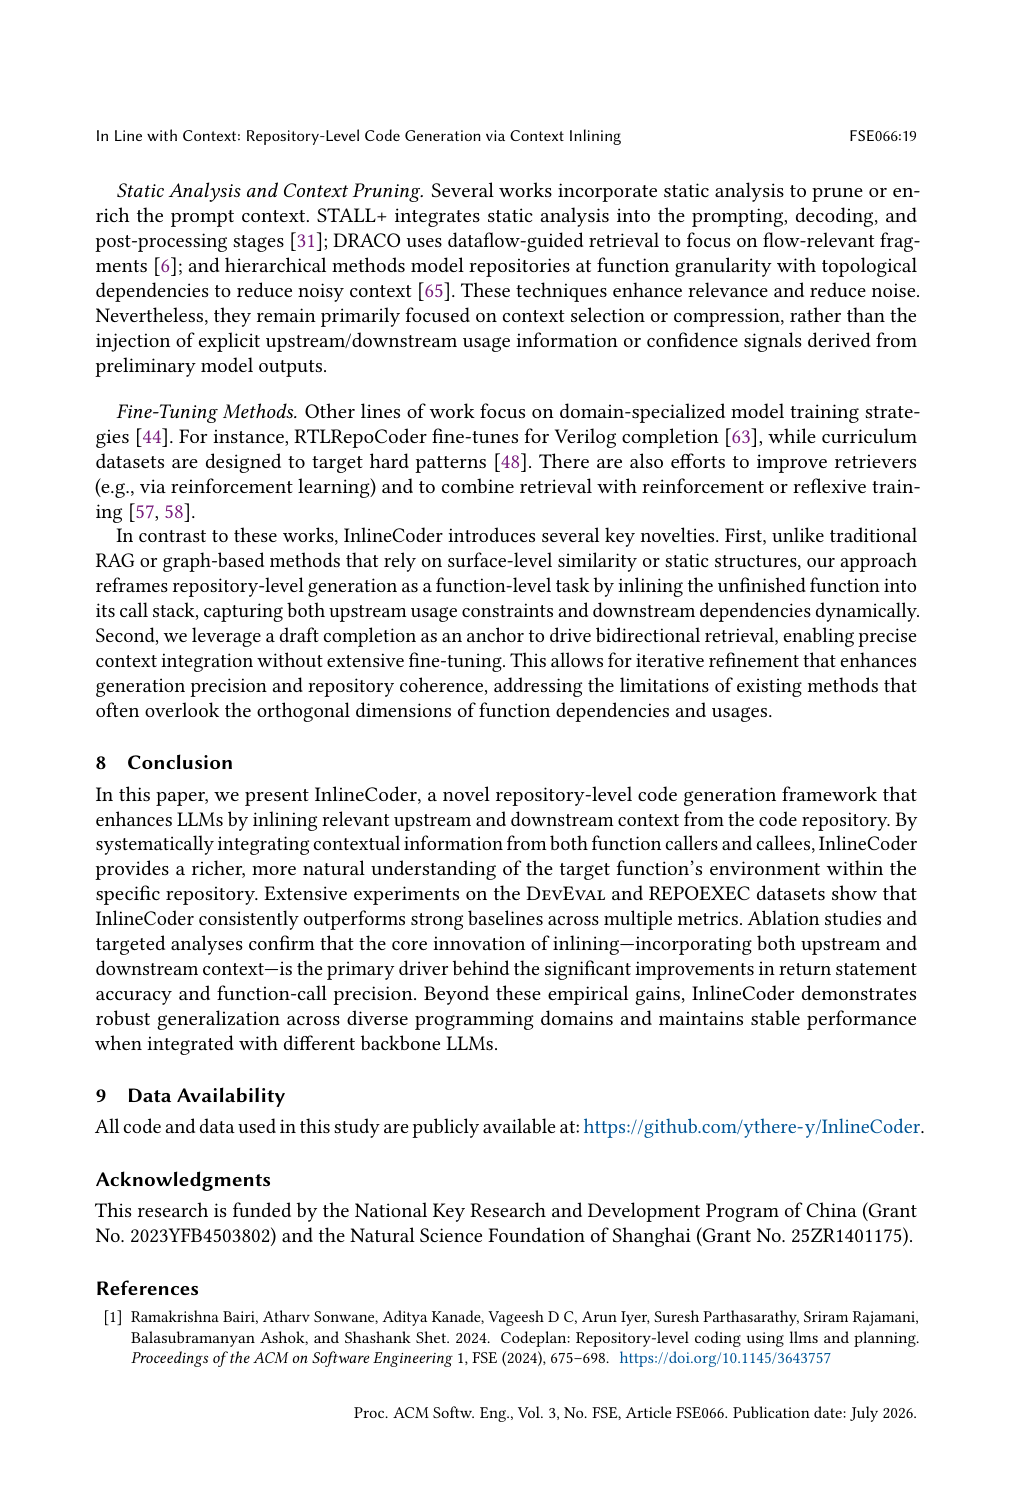 In Line with Context: Repository-Level Code Generation via Context Inlining FSE066:19
Static Analysis and Context Pruning. Several works incorporate static analysis to prune or en-
rich the prompt context. STALL+ integrates static analysis into the prompting, decoding, and
post-processing stages [31]; DRACO uses dataflow-guided retrieval to focus on flow-relevant frag-
ments [6]; and hierarchical methods model repositories at function granularity with topological
dependencies to reduce noisy context [65]. These techniques enhance relevance and reduce noise.
Nevertheless, they remain primarily focused on context selection or compression, rather than the
injection of explicit upstream/downstream usage information or confidence signals derived from
preliminary model outputs.
Fine-Tuning Methods. Other lines of work focus on domain-specialized model training strate-
gies [44]. For instance, RTLRepoCoder fine-tunes for Verilog completion [63], while curriculum
datasets are designed to target hard patterns [48]. There are also efforts to improve retrievers
(e.g., via reinforcement learning) and to combine retrieval with reinforcement or reflexive train-
ing [57, 58].
In contrast to these works, InlineCoder introduces several key novelties. First, unlike traditional
RAG or graph-based methods that rely on surface-level similarity or static structures, our approach
reframes repository-level generation as a function-level task by inlining the unfinished function into
its call stack, capturing both upstream usage constraints and downstream dependencies dynamically.
Second, we leverage a draft completion as an anchor to drive bidirectional retrieval, enabling precise
context integration without extensive fine-tuning. This allows for iterative refinement that enhances
generation precision and repository coherence, addressing the limitations of existing methods that
often overlook the orthogonal dimensions of function dependencies and usages.
8 Conclusion
In this paper, we present InlineCoder, a novel repository-level code generation framework that
enhances LLMs by inlining relevant upstream and downstream context from the code repository. By
systematically integrating contextual information from both function callers and callees, InlineCoder
provides a richer, more natural understanding of the target function's environment within the
specific repository. Extensive experiments on the DevEval and REPOEXEC datasets show that
InlineCoder consistently outperforms strong baselines across multiple metrics. Ablation studies and
targeted analyses confirm that the core innovation of inlining—incorporating both upstream and
downstream context—is the primary driver behind the significant improvements in return statement
accuracy and function-call precision. Beyond these empirical gains, InlineCoder demonstrates
robust generalization across diverse programming domains and maintains stable performance
when integrated with different backbone LLMs.
9 Data Availability
All code and data used in this study are publicly available at: https://github.com/ythere-y/InlineCoder.
Acknowledgments
This research is funded by the National Key Research and Development Program of China (Grant
No. 2023YFB4503802) and the Natural Science Foundation of Shanghai (Grant No. 25ZR1401175).
References
[1] Ramakrishna Bairi, Atharv Sonwane, Aditya Kanade, Vageesh D C, Arun Iyer, Suresh Parthasarathy, Sriram Rajamani,
Balasubramanyan Ashok, and Shashank Shet. 2024. Codeplan: Repository-level coding using llms and planning.
Proceedings of the ACM on Software Engineering 1, FSE (2024), 675–698. https://doi.org/10.1145/3643757
Proc. ACM Softw. Eng., Vol. 3, No. FSE, Article FSE066. Publication date: July 2026.